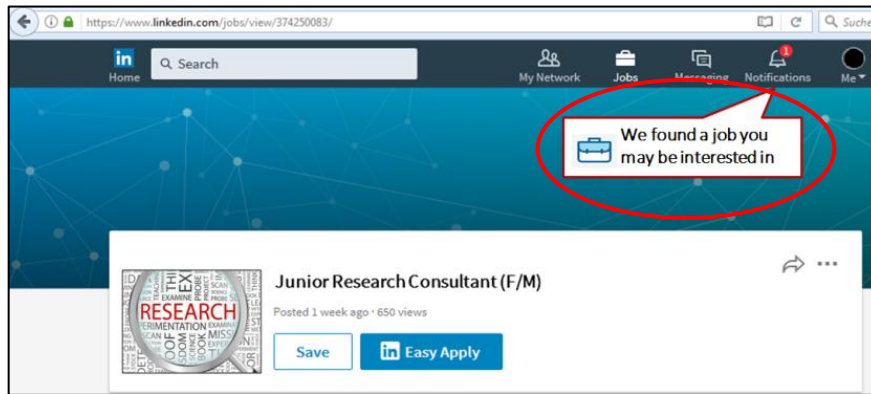 https://www.linkedin.com/jobs/view/374250083/
Suche
in
Home
Search
My Network
Jobs
Messaging
1
Notifications
Me
We found a job you
may be interested in
RESEARCH
Junior Research Consultant (F/M)
Posted 1 week ago · 650 views
Save
in Easy Apply